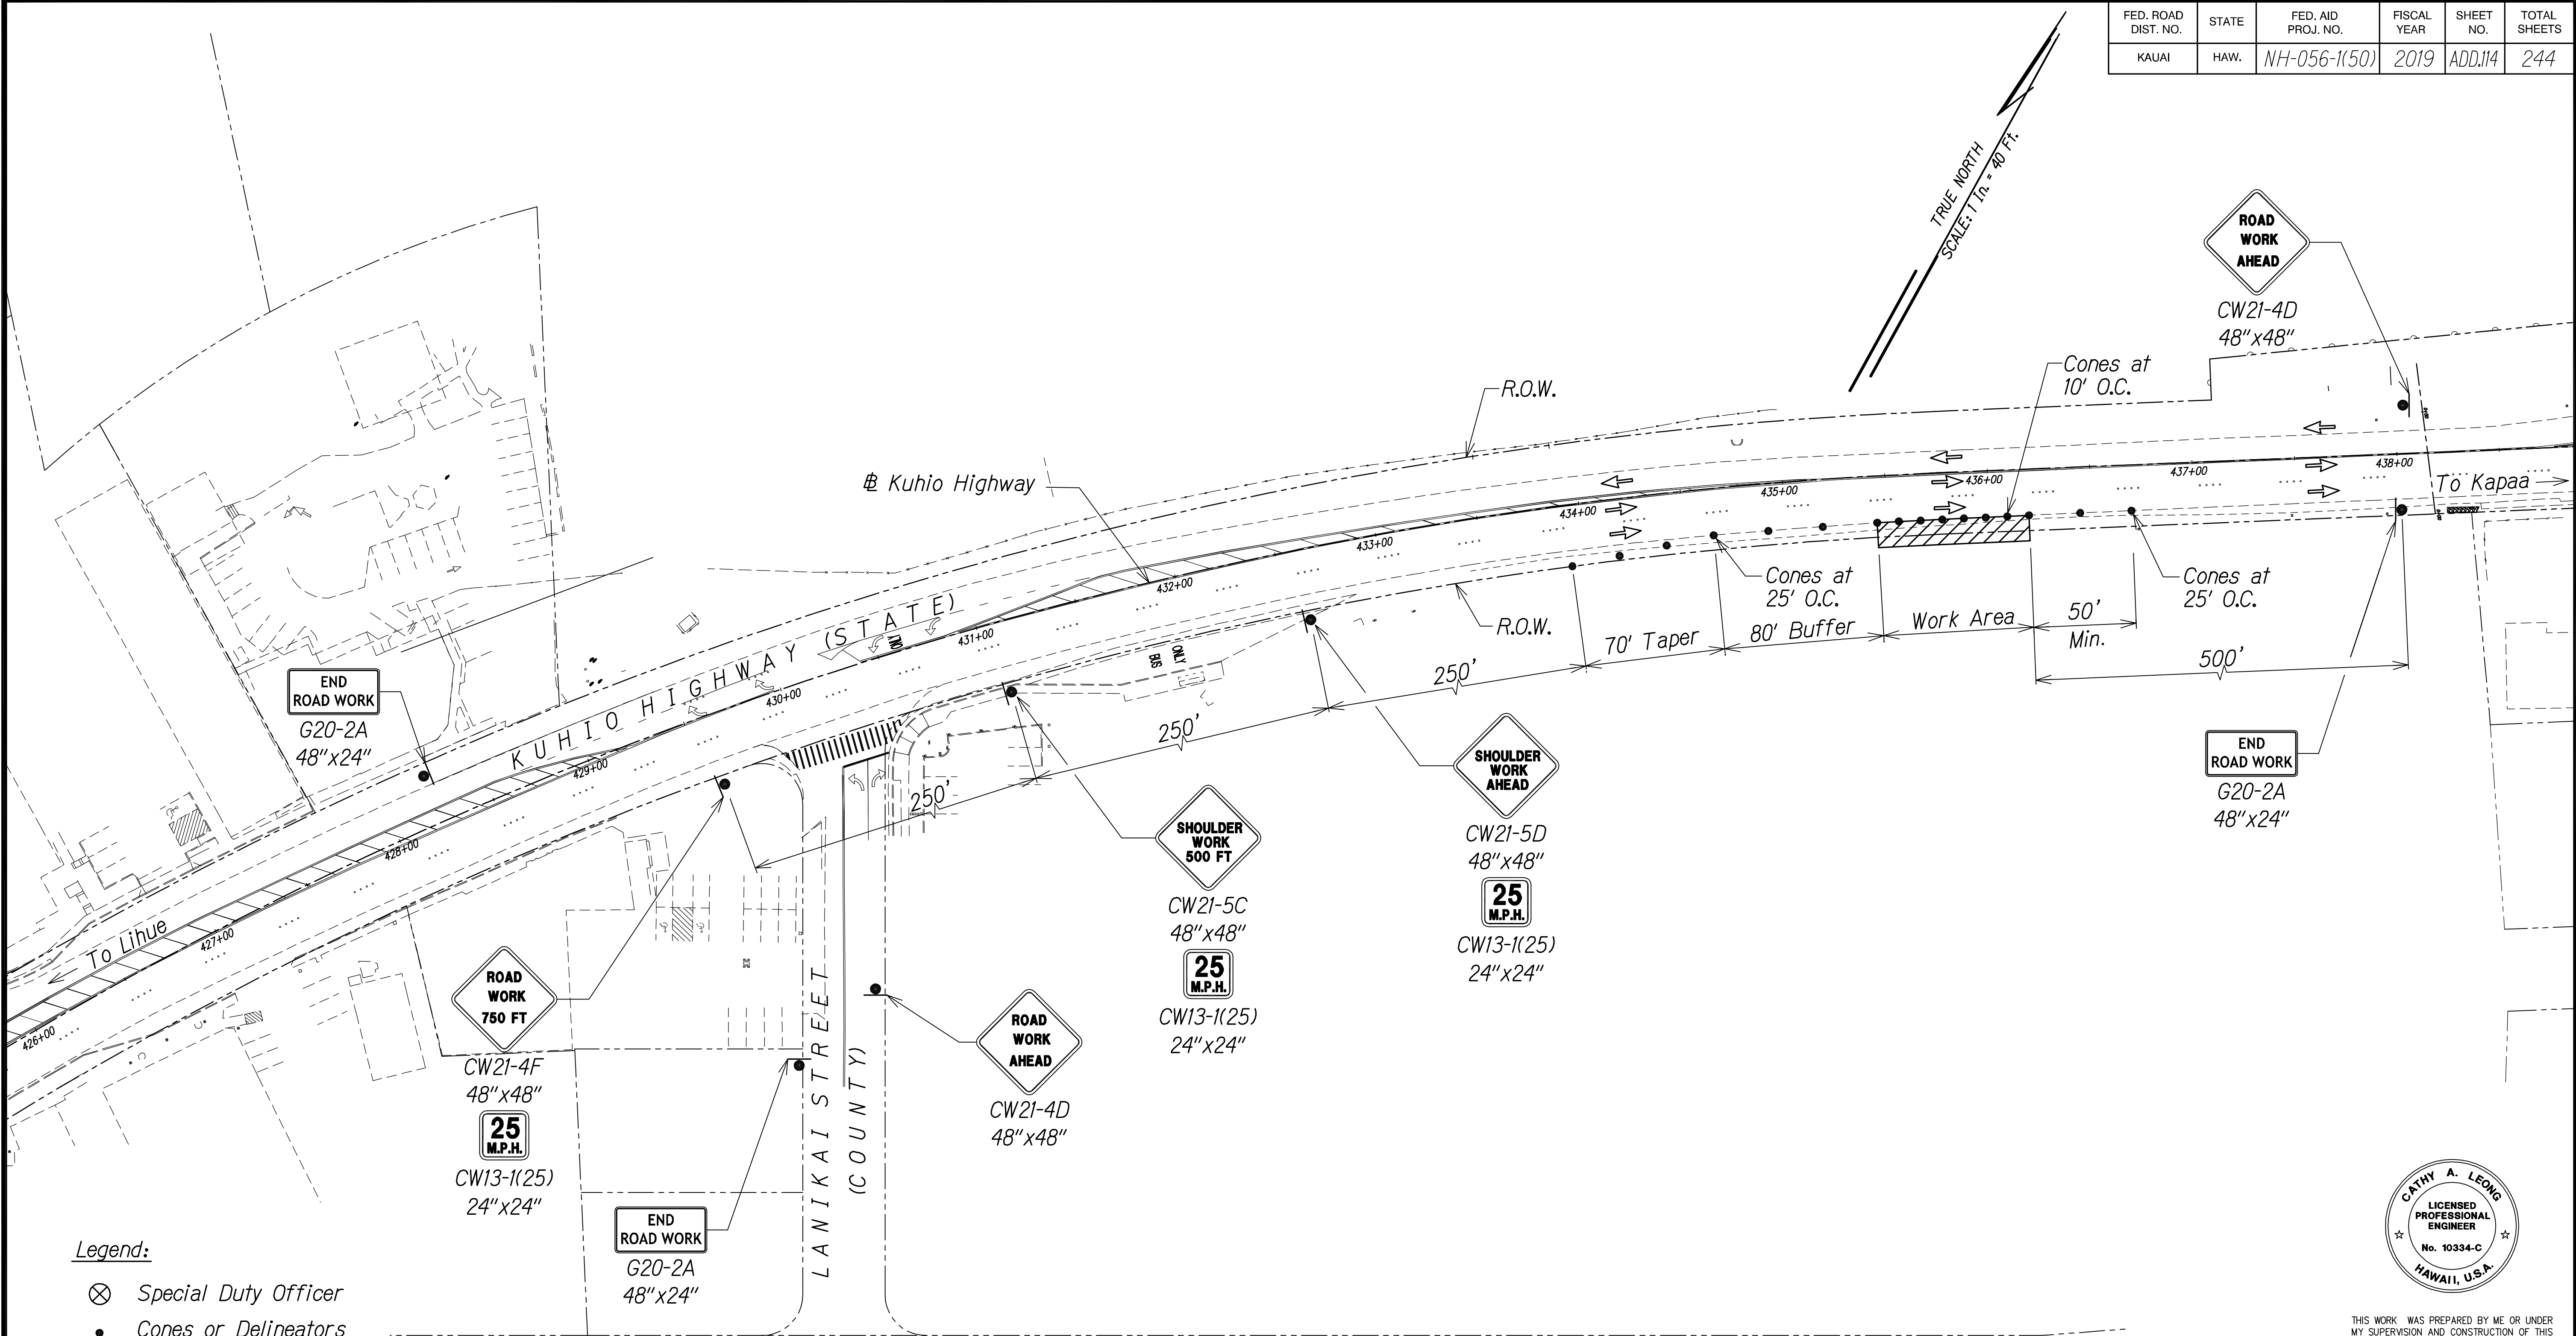 FED. ROAD DIST. NO.
STATE
FED. AID PROJ. NO.
FISCAL YEAR
SHEET NO.
TOTAL SHEETS
KAUAI
HAW.
NH-056-1(50)
2019
ADD.114
244
TRUE NORTH
SCALE: 1 In. = 40 Ft.
ROAD
WORK
AHEAD
CW21-4D
48"x48"
Cones at
10' O.C.
R.O.W.
℄ Kuhio Highway
To Kapaa
438+00
437+00
436+00
435+00
434+00
433+00
432+00
431+00
430+00
429+00
428+00
427+00
426+00
KUHIO HIGHWAY (STATE)
ONLY
ONLY
BUS
To Lihue
R.O.W.
Cones at
25' O.C.
Cones at
25' O.C.
70' Taper
80' Buffer
Work Area
50'
Min.
500'
250'
250'
250'
END
ROAD WORK
G20-2A
48"x24"
END
ROAD WORK
G20-2A
48"x24"
SHOULDER
WORK
AHEAD
CW21-5D
48"x48"
25
M.P.H.
CW13-1(25)
24"x24"
SHOULDER
WORK
500 FT
CW21-5C
48"x48"
25
M.P.H.
CW13-1(25)
24"x24"
ROAD
WORK
750 FT
CW21-4F
48"x48"
25
M.P.H.
CW13-1(25)
24"x24"
ROAD
WORK
AHEAD
CW21-4D
48"x48"
LANIKAI STREET
(COUNTY)
END
ROAD WORK
G20-2A
48"x24"
Legend:
Special Duty Officer
Cones or Delineators
CATHY A. LEONG
LICENSED
PROFESSIONAL
ENGINEER
No. 10334-C
HAWAII, U.S.A.
THIS WORK WAS PREPARED BY ME OR UNDER
MY SUPERVISION AND CONSTRUCTION OF THIS